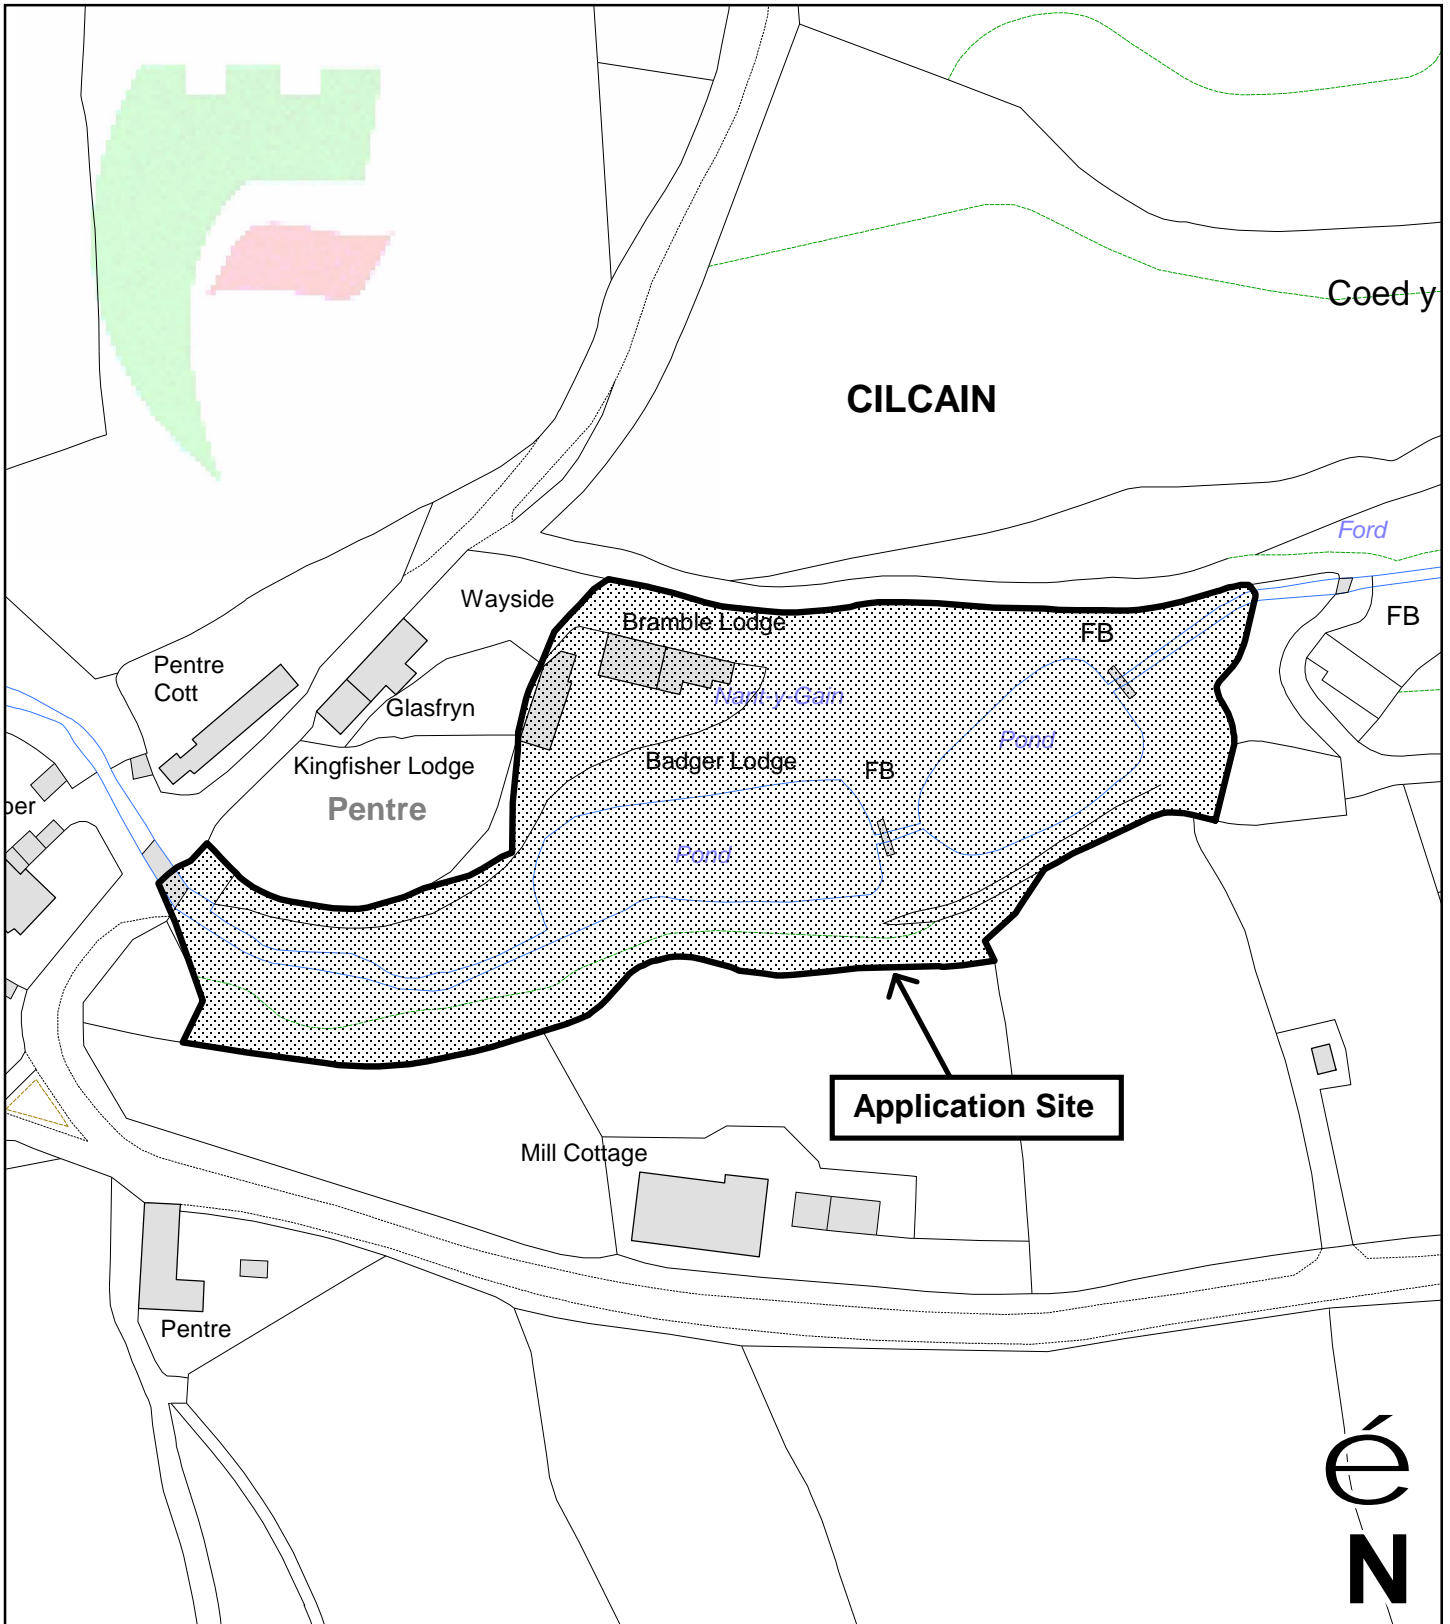 Coed y
CILCAIN
Ford
Wayside
Bramble Lodge
FB
FB
Pentre
Cott
Nant-y-Gain
Glasfryn
Pond
Kingfisher Lodge
Badger Lodge
FB
Pentre
Pond
Application Site
Mill Cottage
Pentre
é
N